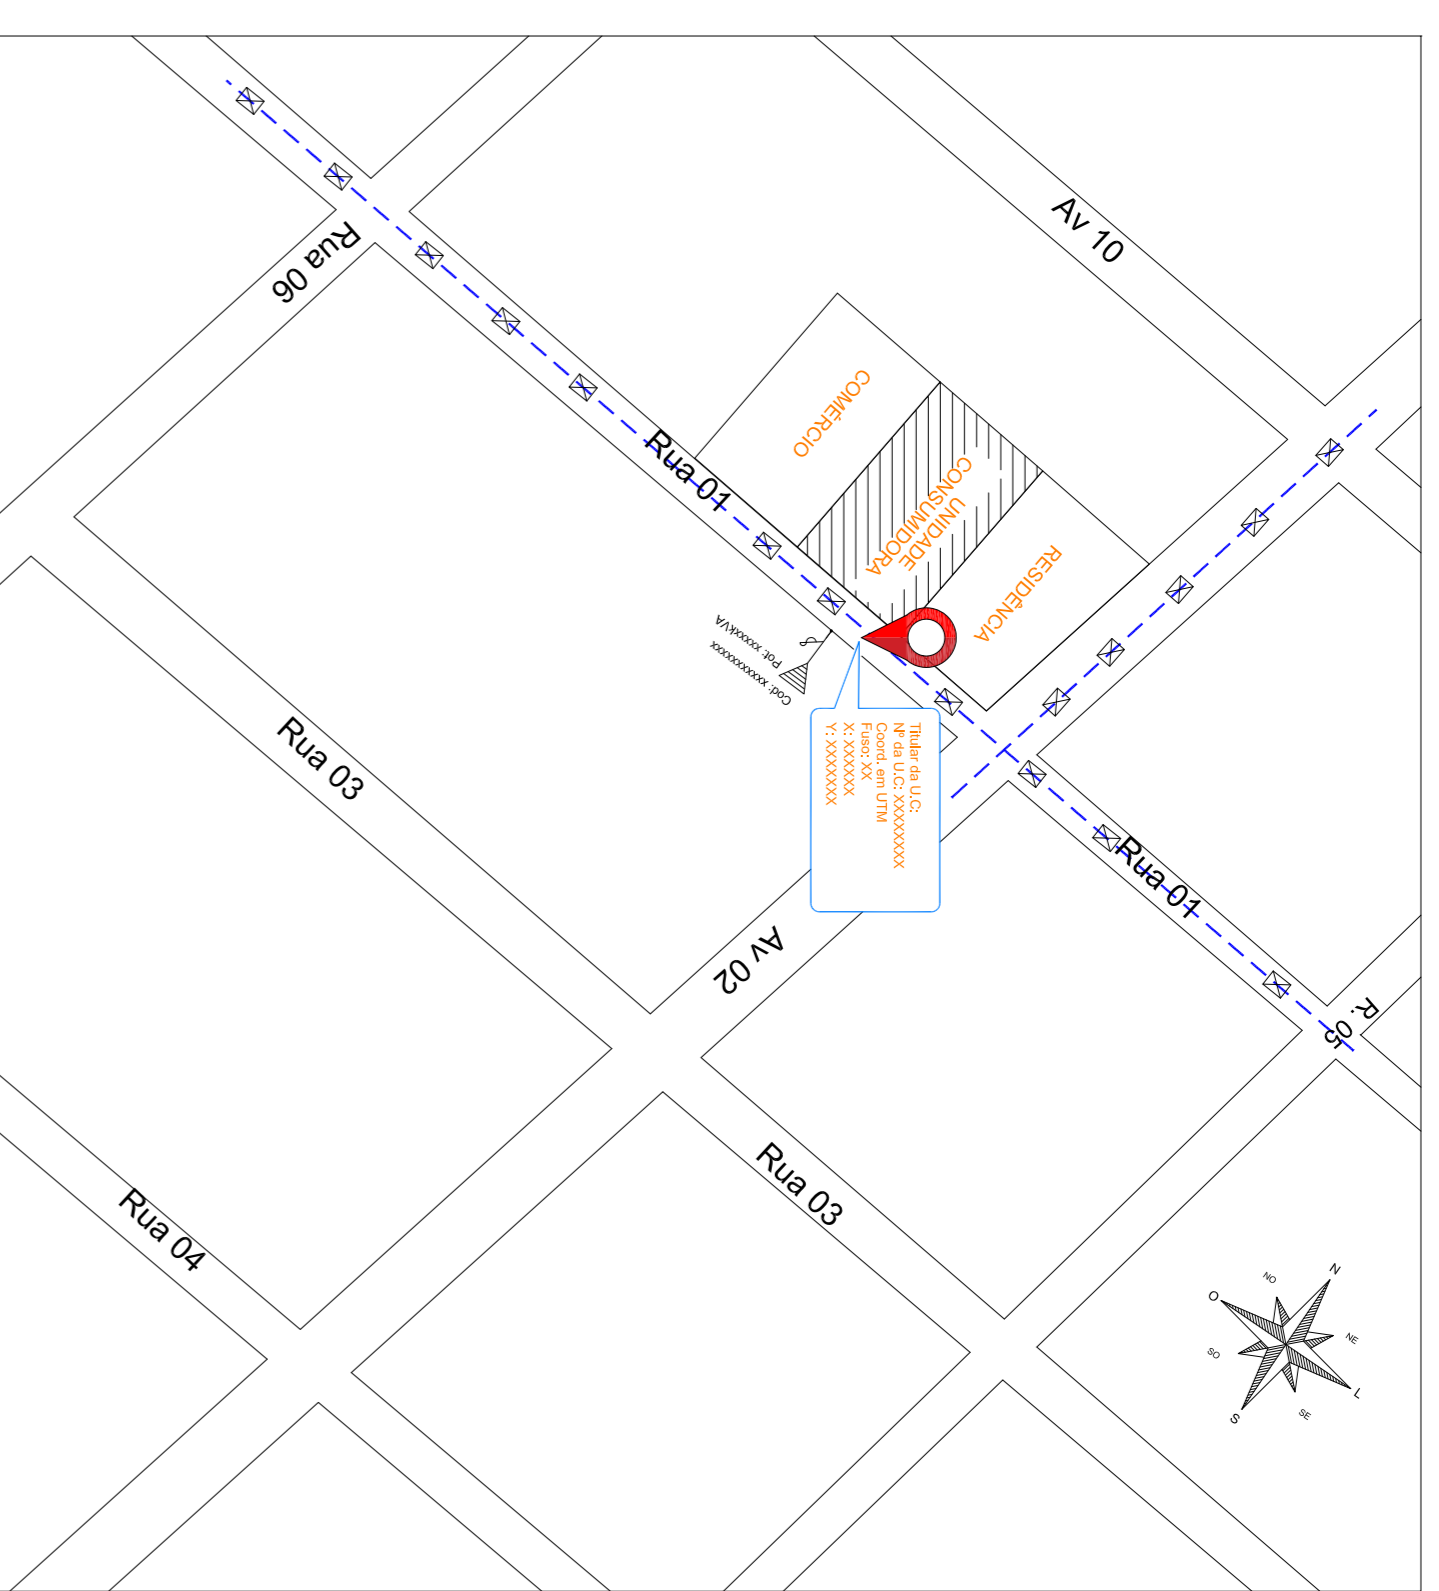 Av 10
Rua 06
COMÉRCIO
Rua 01
UNIDADE
CONSUMIDORA
RESIDÊNCIA
Cod: xxxxxxxxxxx
Pot: xxxxxkVA
Titular da U.C:
Nº da U.C: XXXXXXXX
Coord. em UTM
Fuso: XX
X: XXXXXX
Y: XXXXXXX
Rua 03
Rua 01
Av 02
R. 05
Rua 03
Rua 04
N
NO
O
NE
SO
L
SE
S